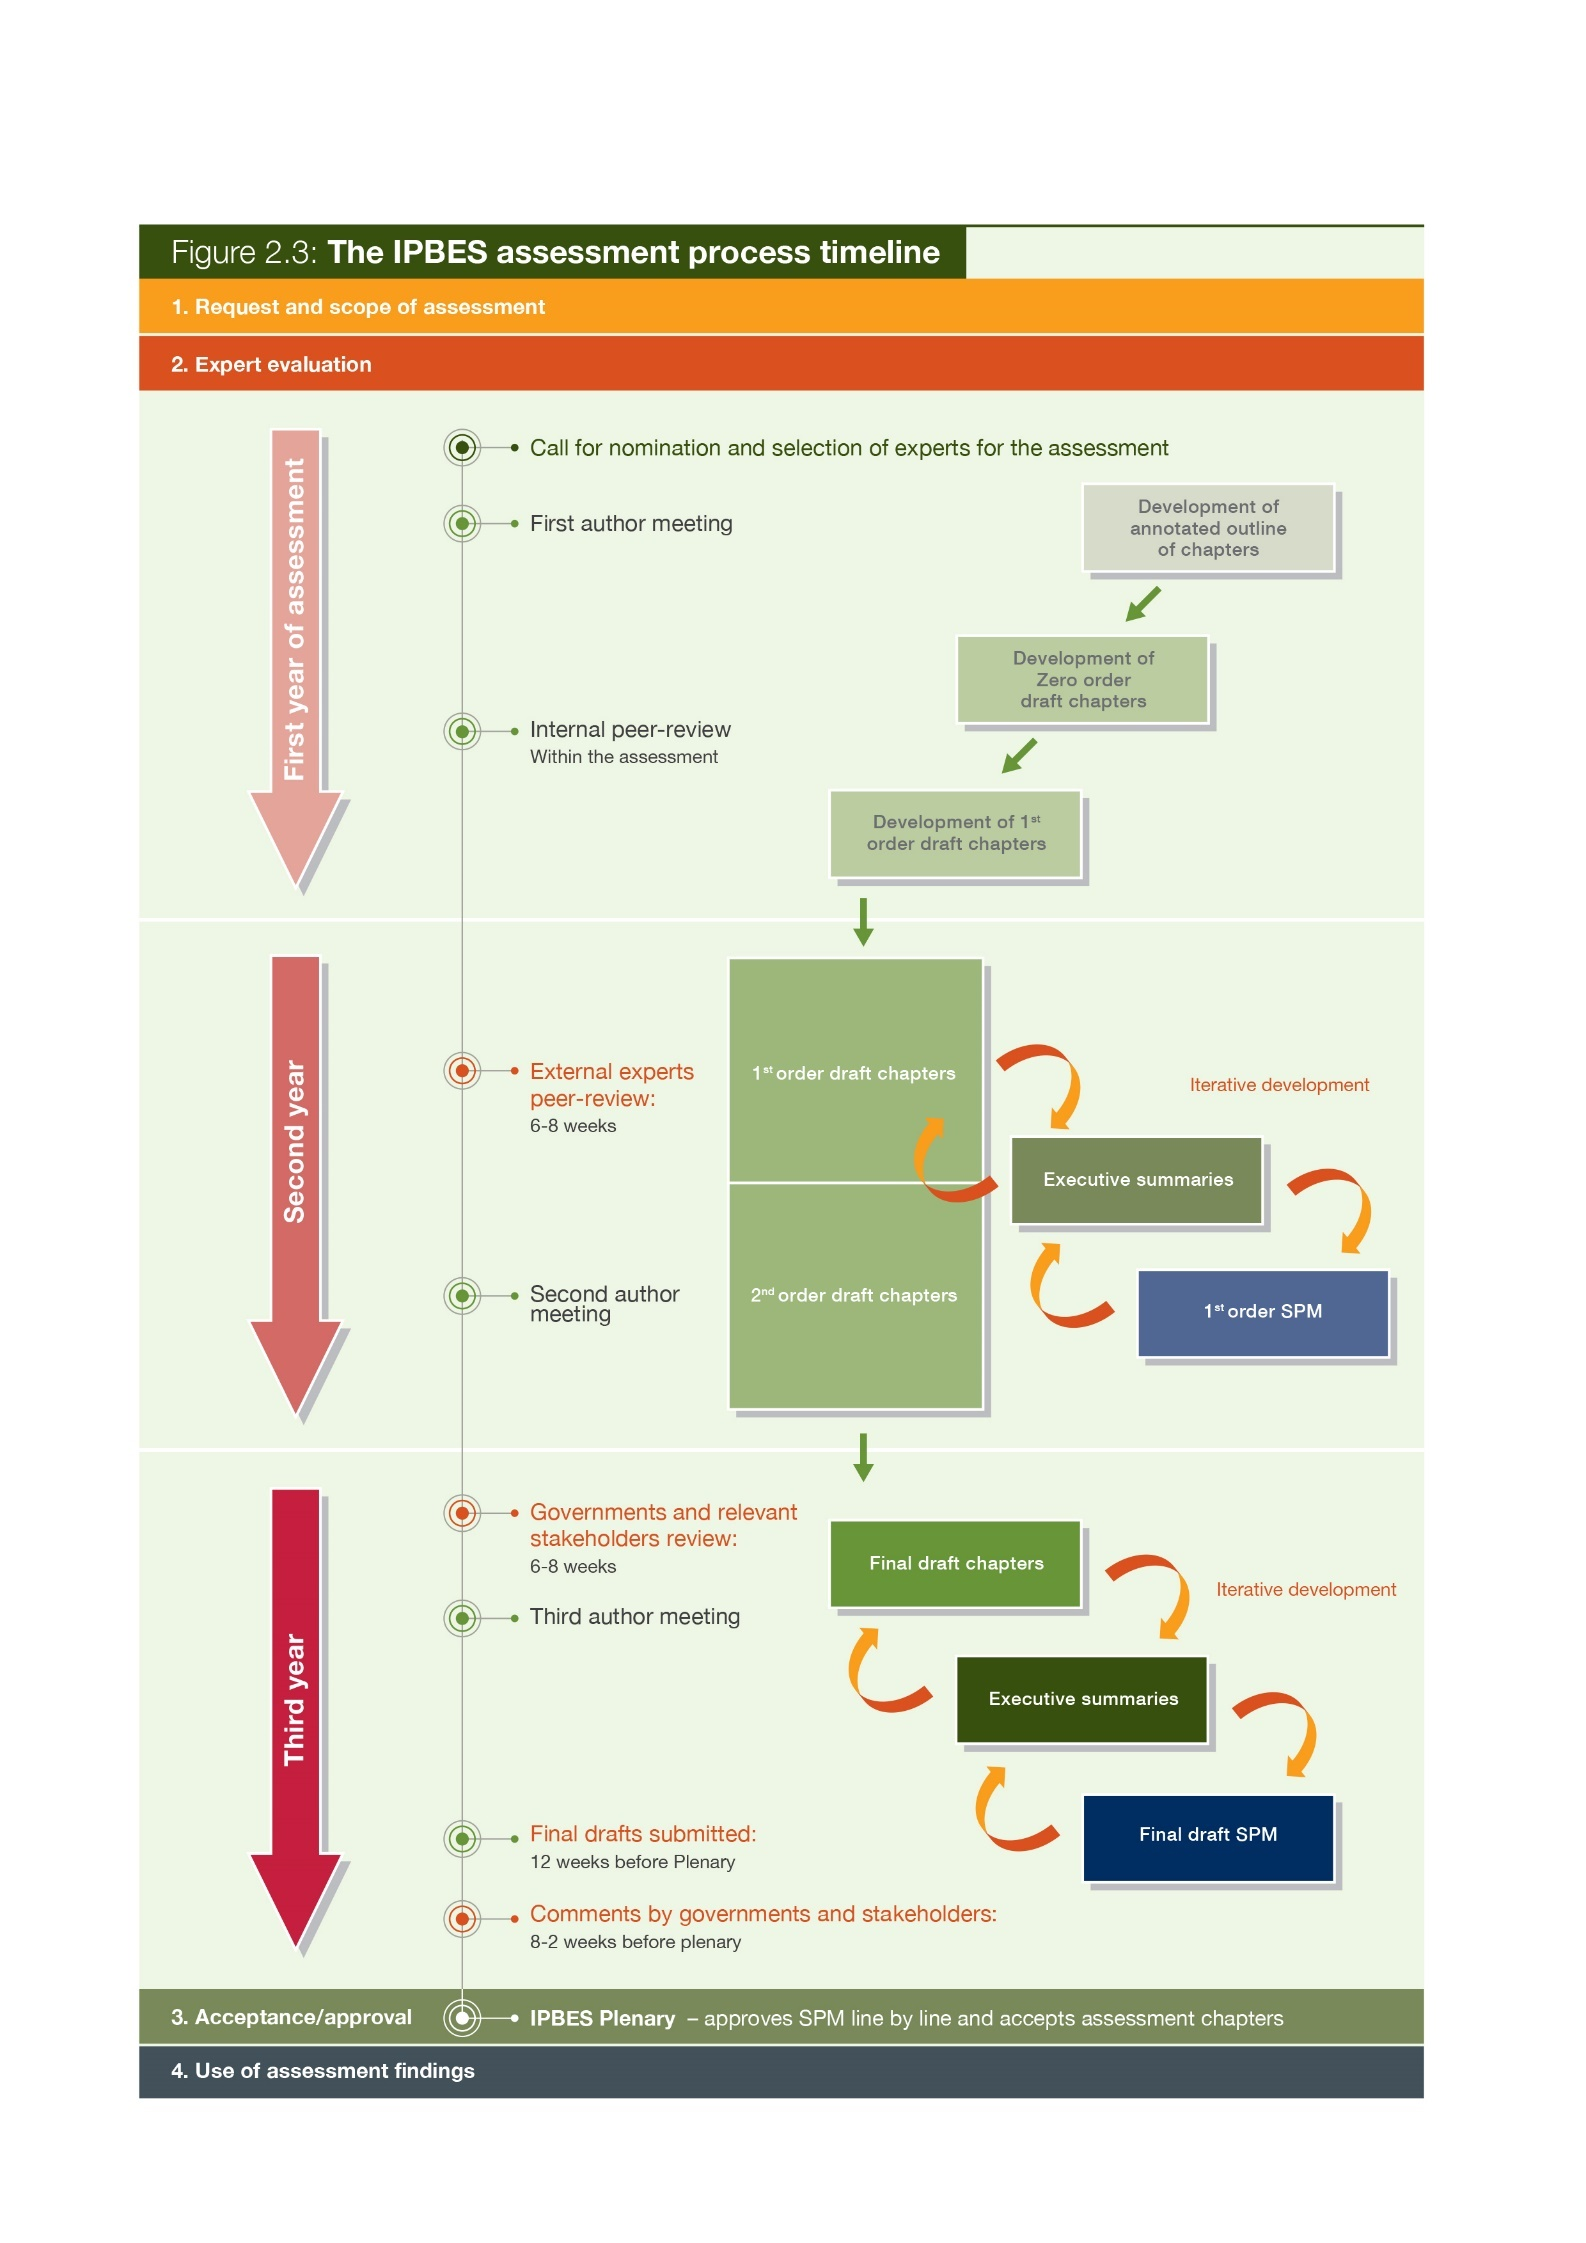 Figure 2.3: The IPBES assessment process timeline
1. Request and scope of assessment
2. Expert evaluation
First year of assessment
Call for nomination and selection of experts for the assessment
First author meeting
Development of
annotated outline
of chapters
Development of
Zero order
draft chapters
Internal peer-review
Within the assessment
Development of 1st
order draft chapters
Second year
External experts
peer-review:
6-8 weeks
1st order draft chapters
Iterative development
Executive summaries
Second author
meeting
2nd order draft chapters
1st order SPM
Third year
Governments and relevant
stakeholders review:
6-8 weeks
Final draft chapters
Iterative development
Third author meeting
Executive summaries
Final drafts submitted:
12 weeks before Plenary
Final draft SPM
Comments by governments and stakeholders:
8-2 weeks before plenary
3. Acceptance/approval
IPBES Plenary – approves SPM line by line and accepts assessment chapters
4. Use of assessment findings